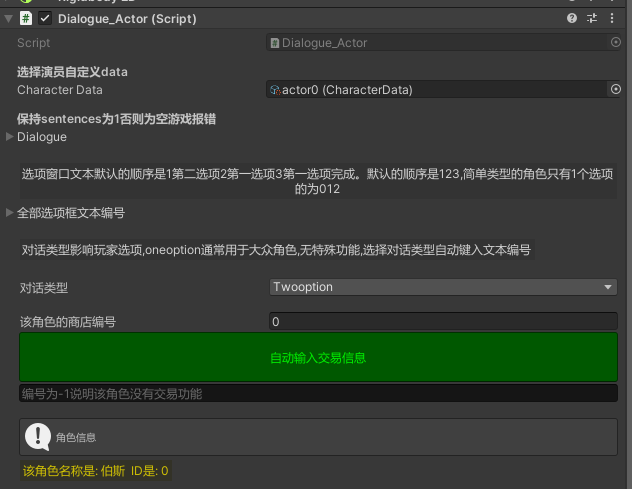 Dialogue_Actor (Script)
Script
Dialogue_Actor
选择演员自定义data
Character Data
actor0 (CharacterData)
保持sentences为1否则为空游戏报错
Dialogue
选项窗口文本默认的顺序是1第二选项2第一选项3第一选项完成。默认的顺序是123,简单类型的角色只有1个选项
的为012
全部选项框文本编号
对话类型影响玩家选项,oneoption通常用于大众角色,无特殊功能,选择对话类型自动键入文本编号
对话类型
Twooption
该角色的商店编号
0
自动输入交易信息
编号为-1说明该角色没有交易功能
角色信息
该角色名称是: 伯斯 ID是: 0